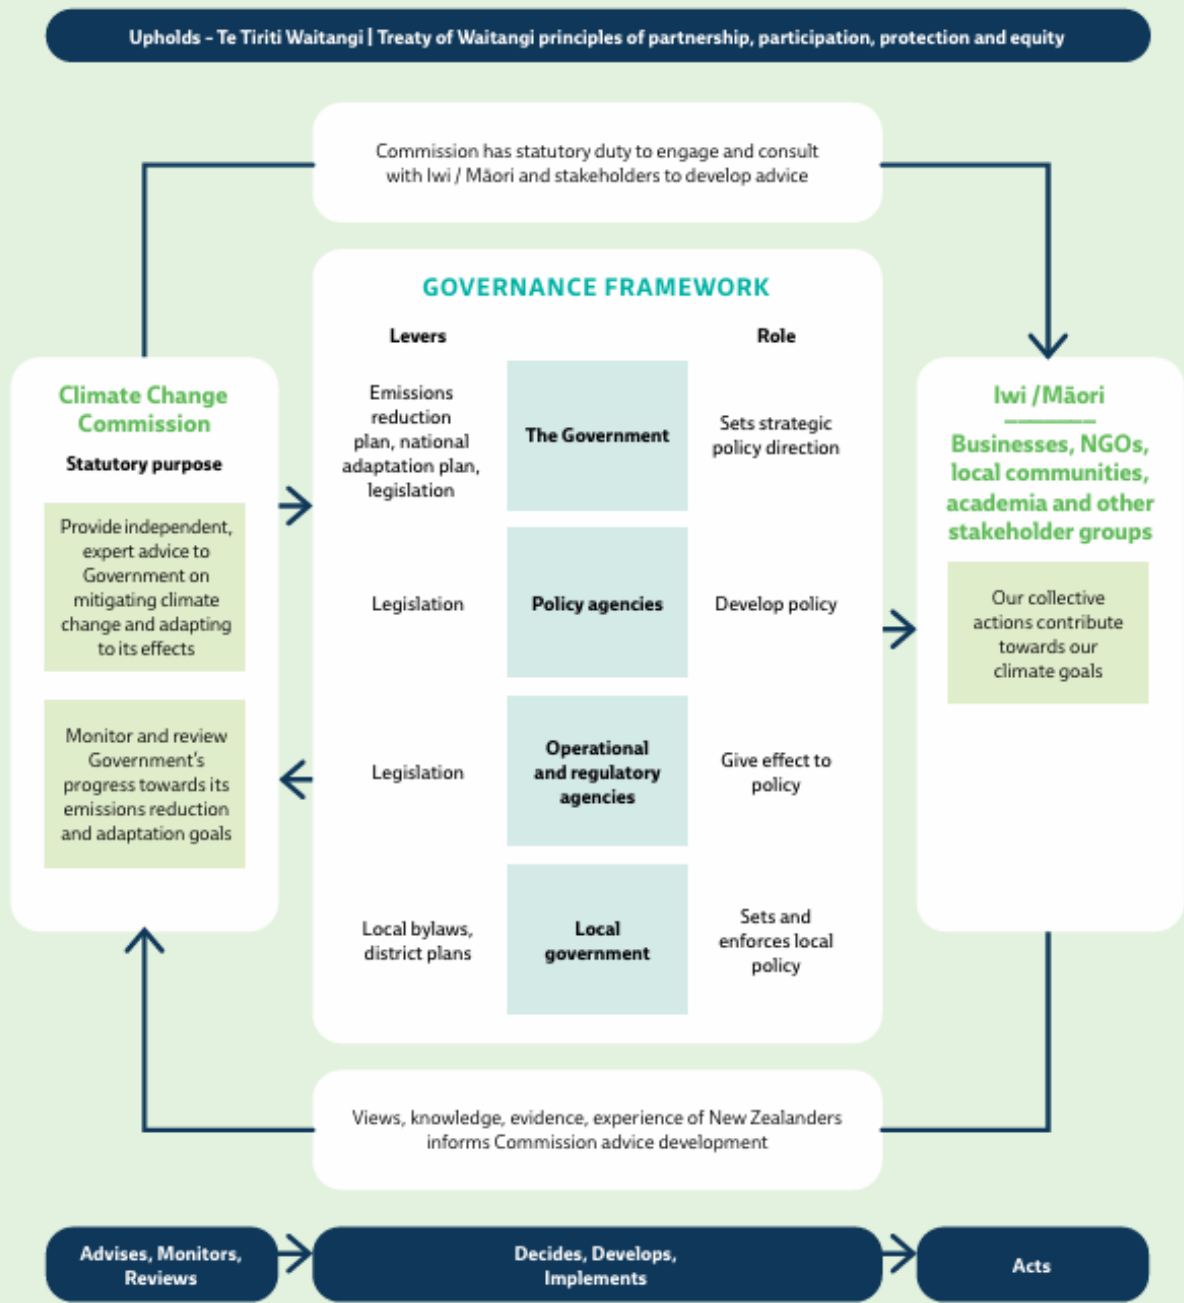 Upholds – Te Tiriti Waitangi | Treaty of Waitangi principles of partnership, participation, protection and equity
Commission has statutory duty to engage and consult
with Iwi / Māori and stakeholders to develop advice
Climate Change
Commission
Statutory purpose
Provide independent,
expert advice to
Government on
mitigating climate
change and adapting
to its effects
Monitor and review
Government's
progress towards its
emissions reduction
and adaptation goals
GOVERNANCE FRAMEWORK
Levers
Role
Emissions
reduction
plan, national
adaptation plan,
legislation
The Government
Sets strategic
policy direction
Legislation
Policy agencies
Develop policy
Legislation
Operational
and regulatory
agencies
Give effect to
policy
Local bylaws,
district plans
Local
government
Sets and
enforces local
policy
Iwi /Māori
Businesses, NGOs,
local communities,
academia and other
stakeholder groups
Our collective
actions contribute
towards our
climate goals
Views, knowledge, evidence, experience of New Zealanders
informs Commission advice development
Advises, Monitors,
Reviews
Decides, Develops,
Implements
Acts